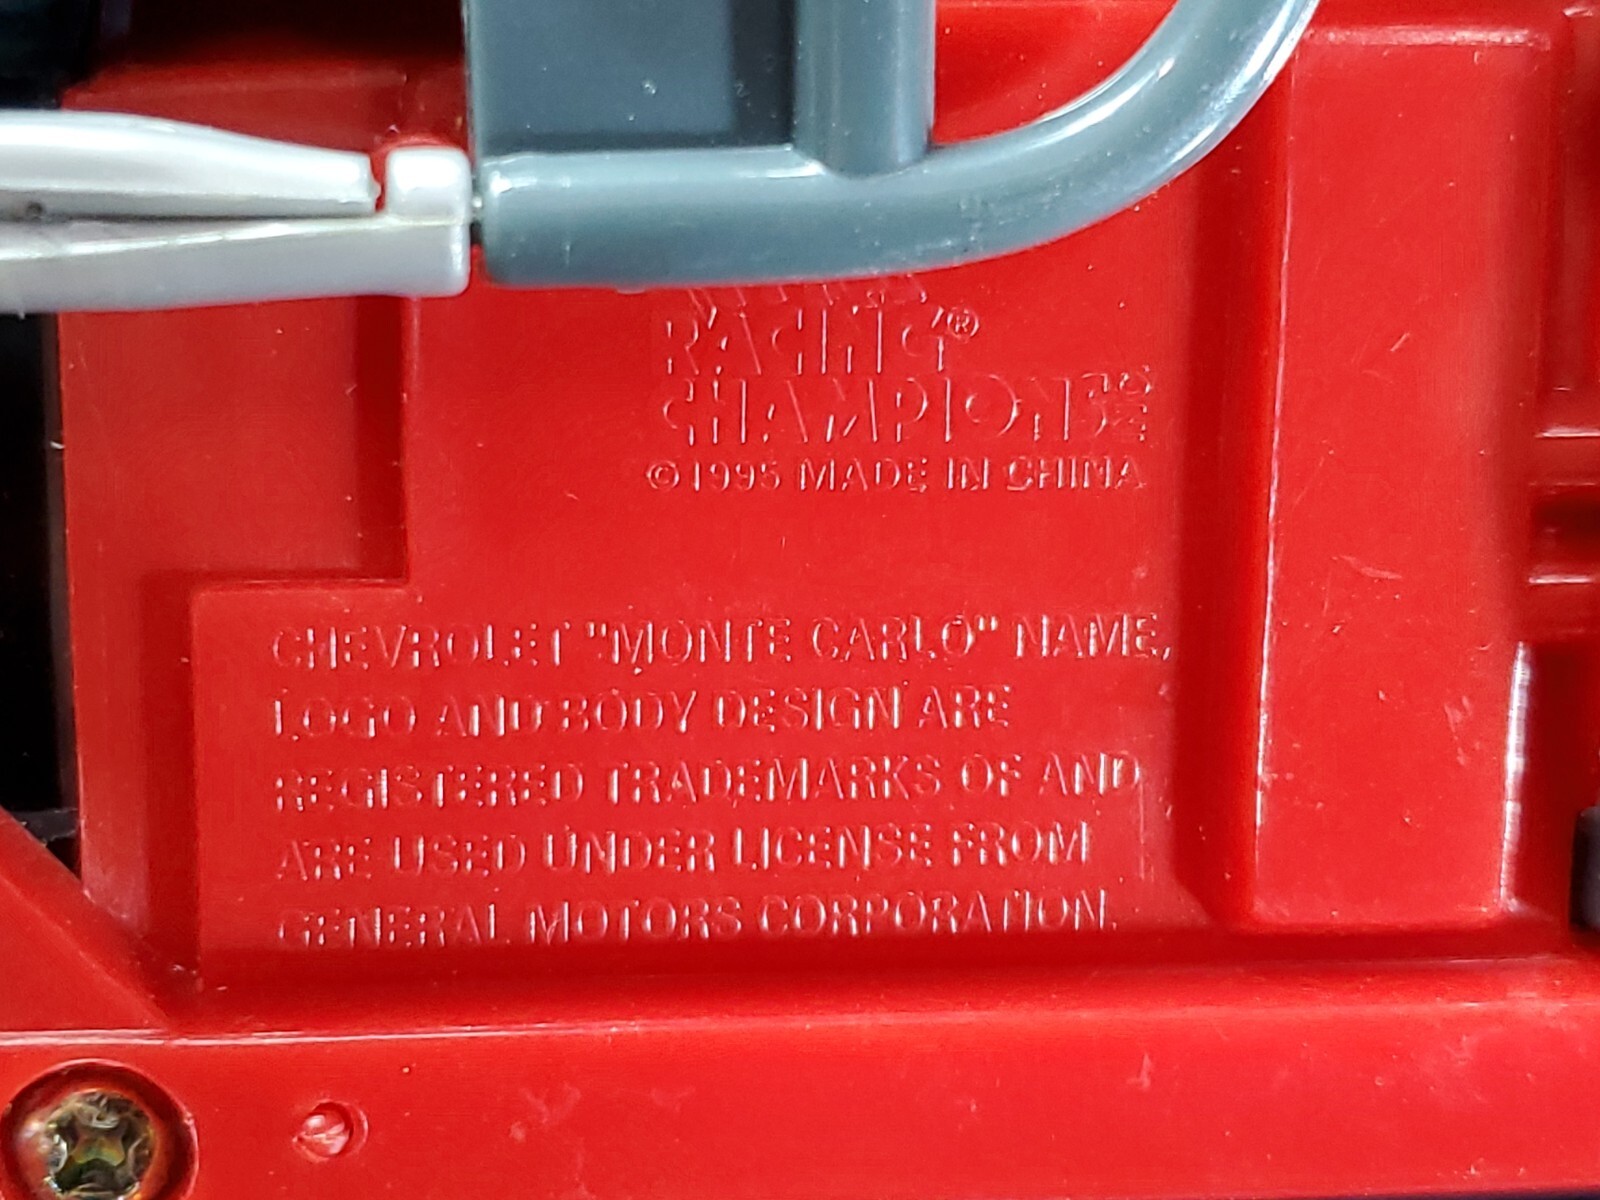 RACING®
CHAMPIONS
©1995 MADE IN CHINA
CHEVROLET "MONTE CARLO" NAME,
LOGO AND BODY DESIGN ARE
REGISTERED TRADEMARKS OF AND
ARE USED UNDER LICENSE FROM
GENERAL MOTORS CORPORATION.